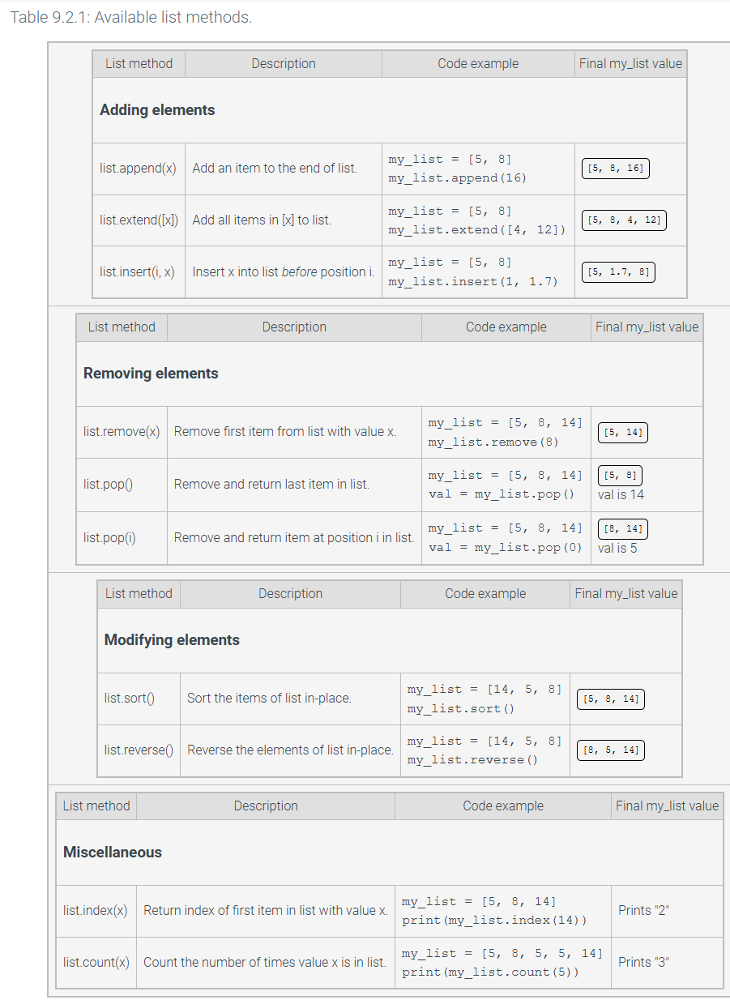 Table 9.2.1: Available list methods.
List method Description Code example Final my_list value
Adding elements
list.append(x) Add an item to the end of list. my_list = [5, 8]
my_list.append(16) [5, 8, 16]
list.extend([x]) Add all items in [x] to list. my_list = [5, 8]
my_list.extend([4, 12]) [5, 8, 4, 12]
list.insert(i, x) Insert x into list before position i. my_list = [5, 8]
my_list.insert(1, 1.7) [5, 1.7, 8]
List method Description Code example Final my_list value
Removing elements
list.remove(x) Remove first item from list with value x. my_list = [5, 8, 14]
my_list.remove(8) [5, 14]
list.pop() Remove and return last item in list. my_list = [5, 8, 14]
val = my_list.pop() [5, 8]
val is 14
list.pop(i) Remove and return item at position i in list. my_list = [5, 8, 14]
val = my_list.pop(0) [8, 14]
val is 5
List method Description Code example Final my_list value
Modifying elements
list.sort() Sort the items of list in-place. my_list = [14, 5, 8]
my_list.sort() [5, 8, 14]
list.reverse() Reverse the elements of list in-place. my_list = [14, 5, 8]
my_list.reverse() [8, 5, 14]
List method Description Code example Final my_list value
Miscellaneous
list.index(x) Return index of first item in list with value x. my_list = [5, 8, 14]
print(my_list.index(14)) Prints "2"
list.count(x) Count the number of times value x is in list. my_list = [5, 8, 5, 5, 14]
print(my_list.count(5)) Prints "3"